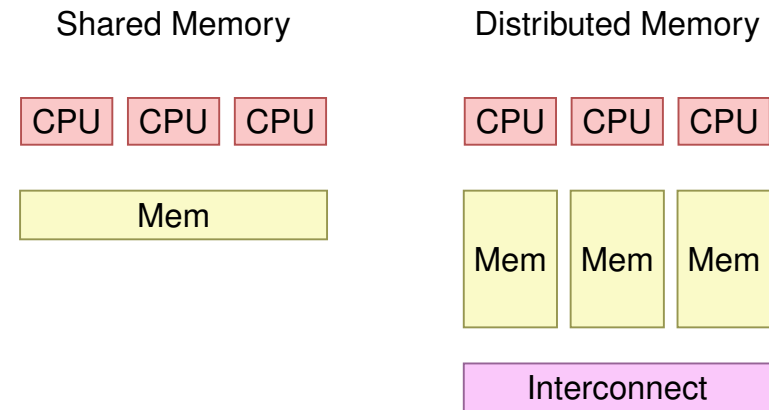 Shared Memory
CPU CPU CPU
Mem
Distributed Memory
CPU CPU CPU
Mem Mem Mem
Interconnect